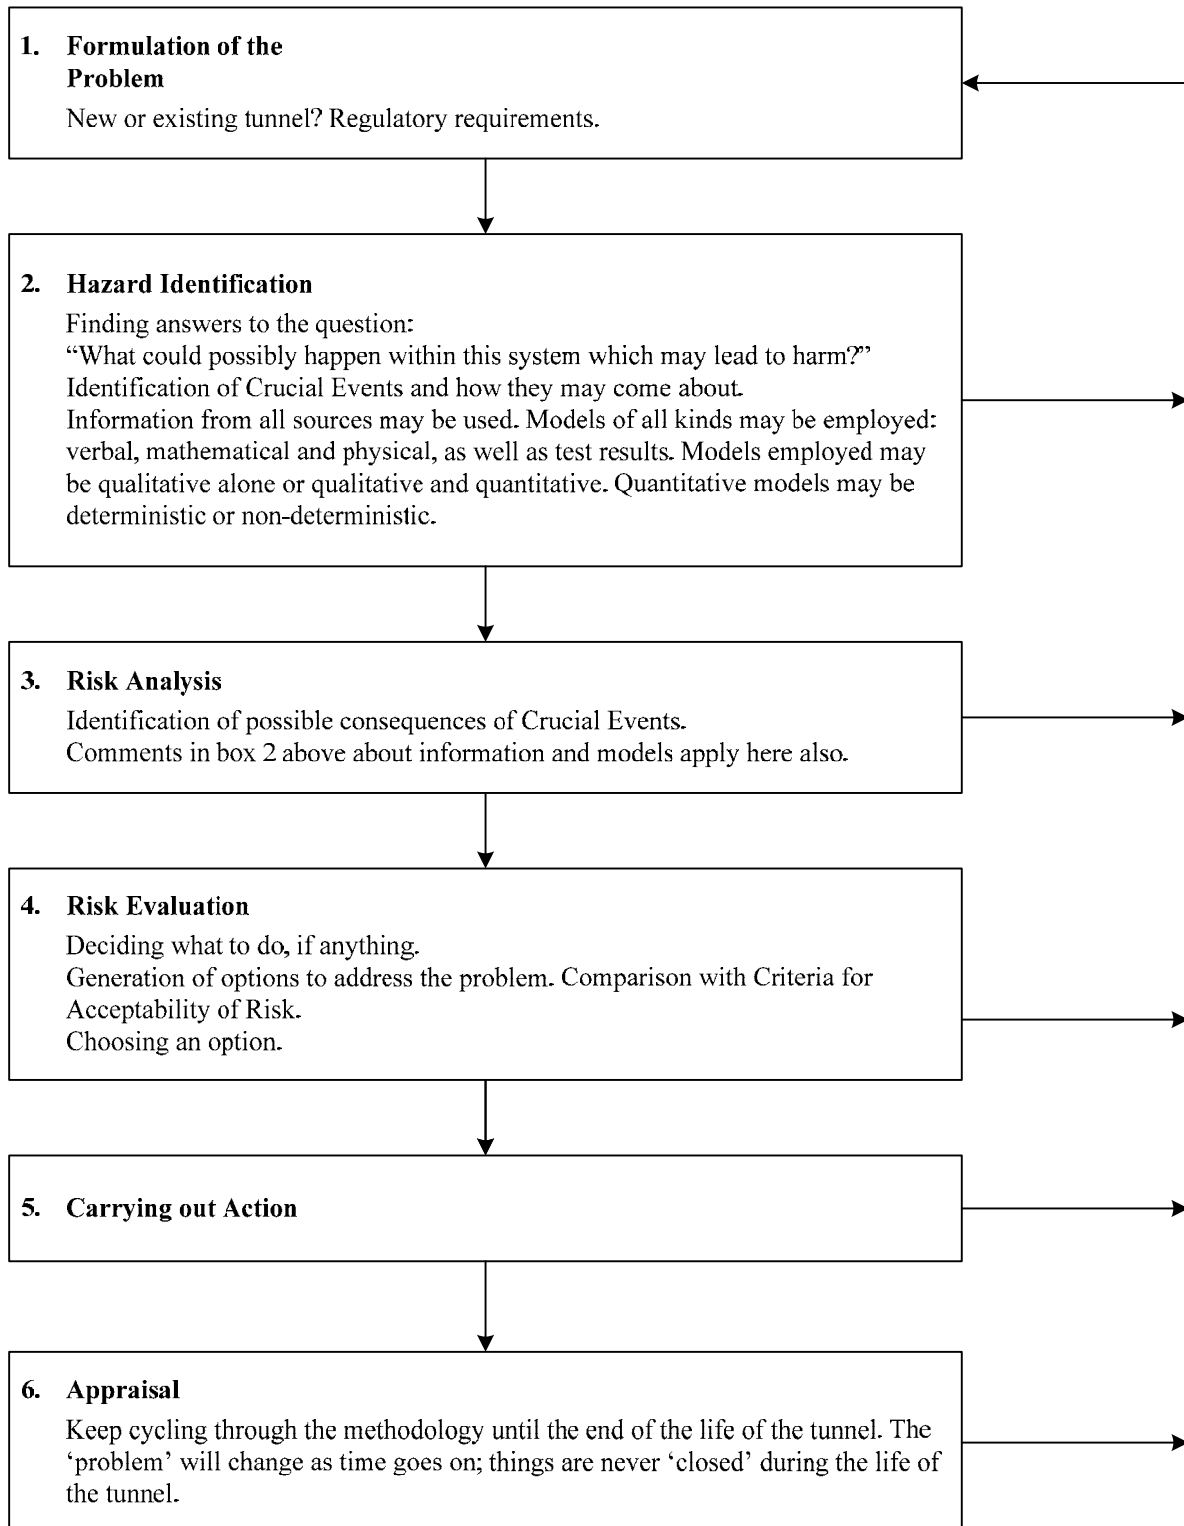 1. Formulation of the
Problem
New or existing tunnel? Regulatory requirements.
2. Hazard Identification
Finding answers to the question:
“What could possibly happen within this system which may lead to harm?”
Identification of Crucial Events and how they may come about.
Information from all sources may be used. Models of all kinds may be employed:
verbal, mathematical and physical, as well as test results. Models employed may
be qualitative alone or qualitative and quantitative. Quantitative models may be
deterministic or non-deterministic.
3. Risk Analysis
Identification of possible consequences of Crucial Events.
Comments in box 2 above about information and models apply here also.
4. Risk Evaluation
Deciding what to do, if anything.
Generation of options to address the problem. Comparison with Criteria for
Acceptability of Risk.
Choosing an option.
5. Carrying out Action
6. Appraisal
Keep cycling through the methodology until the end of the life of the tunnel. The
‘problem’ will change as time goes on; things are never ‘closed’ during the life of
the tunnel.